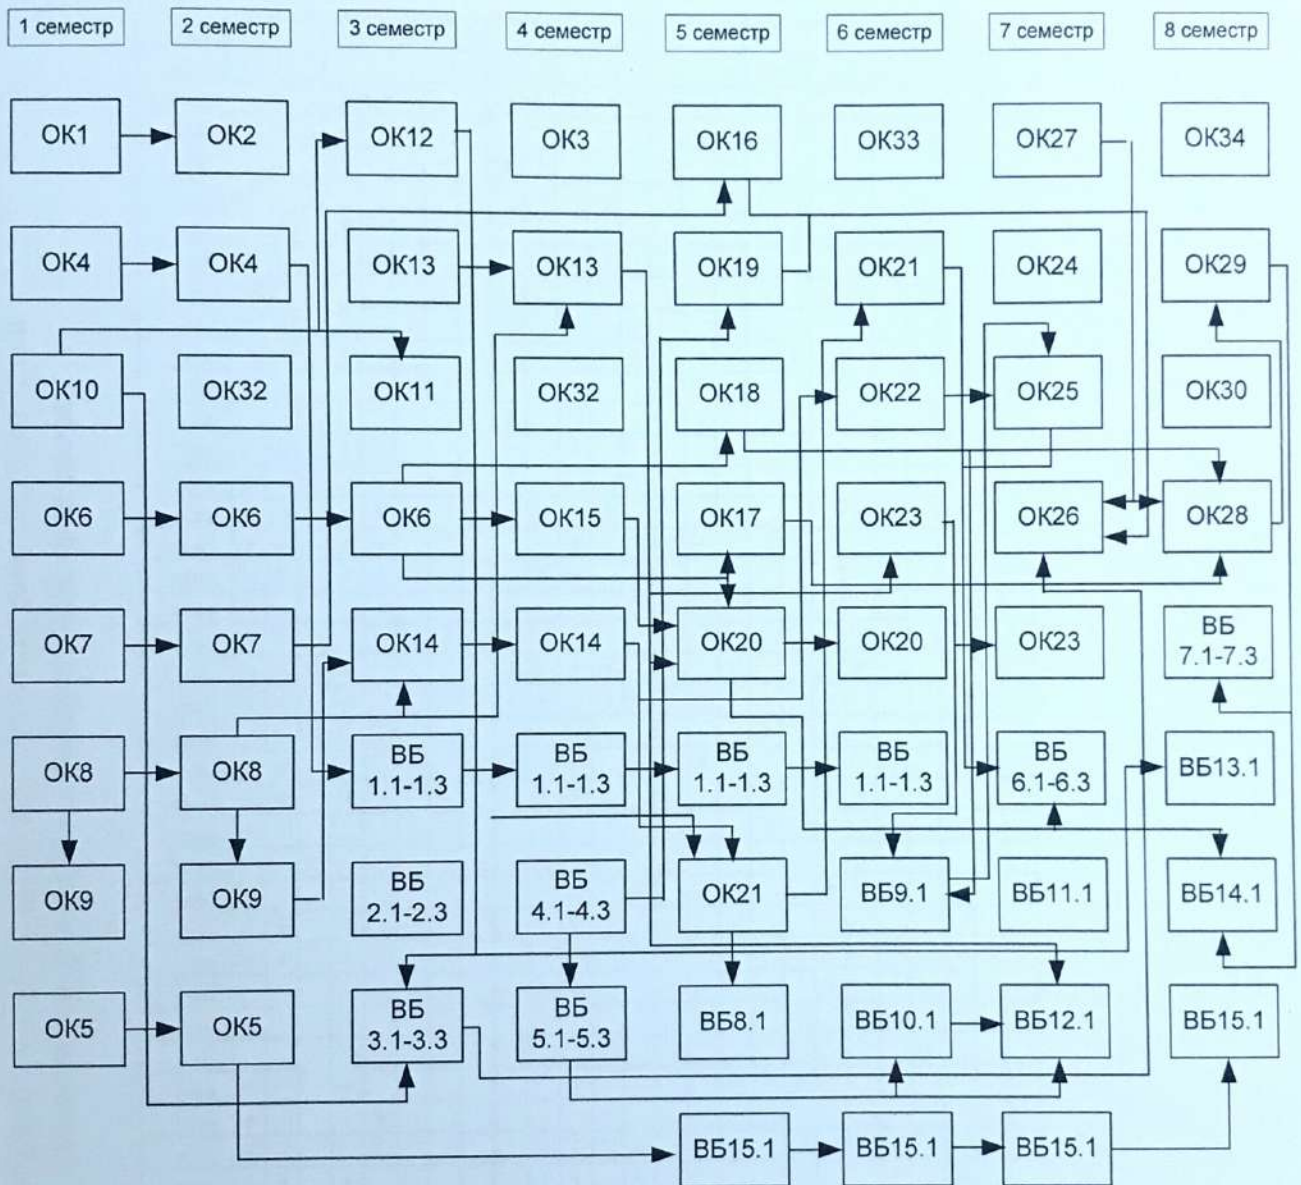 1 семестр
2 семестр
3 семестр
4 семестр
5 семестр
6 семестр
7 семестр
8 семестр
ОК1
ОК2
ОК12
ОК3
ОК16
ОК33
ОК27
ОК34
ОК4
ОК4
ОК13
ОК13
ОК19
ОК21
ОК24
ОК29
ОК10
ОК32
ОК11
ОК32
ОК18
ОК22
ОК25
ОК30
ОК6
ОК6
ОК6
ОК15
ОК17
ОК23
ОК26
ОК28
ОК7
ОК7
ОК14
ОК14
ОК20
ОК20
ОК23
ВБ
7.1-7.3
ОК8
ОК8
ВБ
1.1-1.3
ВБ
1.1-1.3
ВБ
1.1-1.3
ВБ
1.1-1.3
ВБ
6.1-6.3
ВБ13.1
ОК9
ОК9
ВБ
2.1-2.3
ВБ
4.1-4.3
ОК21
ВБ9.1
ВБ11.1
ВБ14.1
ОК5
ОК5
ВБ
3.1-3.3
ВБ
5.1-5.3
ВБ8.1
ВБ10.1
ВБ12.1
ВБ15.1
ВБ15.1
ВБ15.1
ВБ15.1